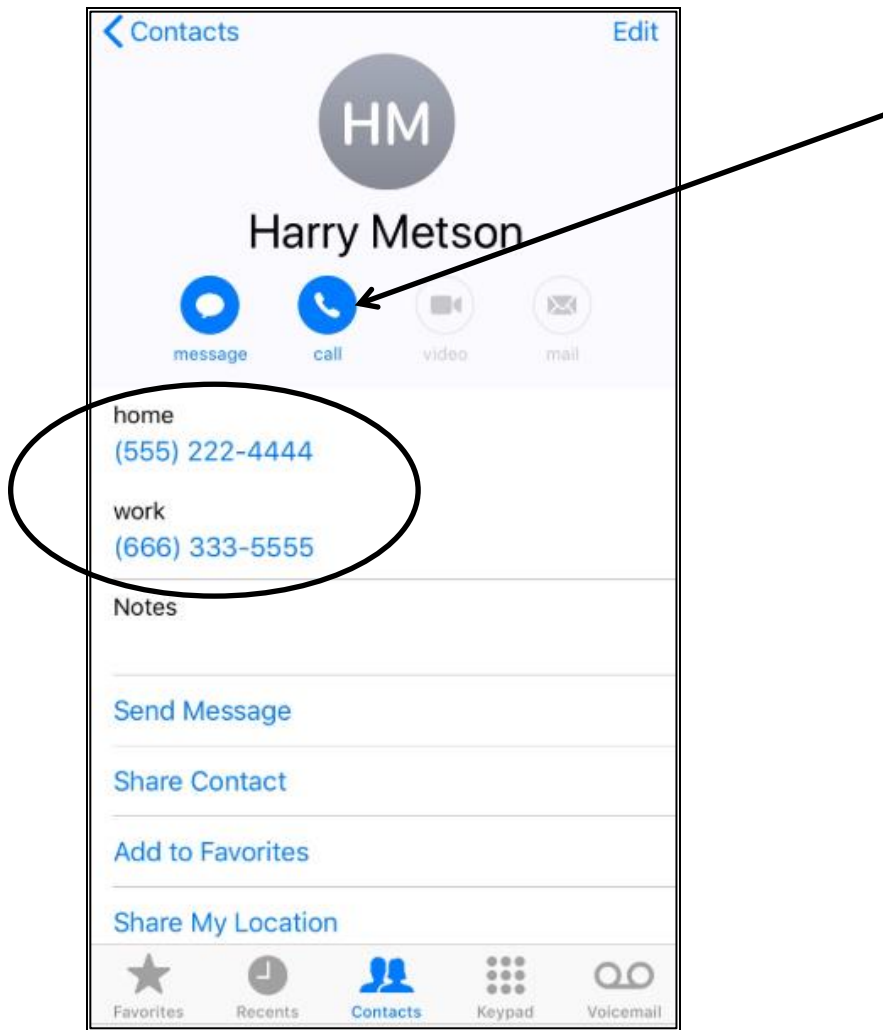 Contacts Edit
HM
Harry Metson
message call video mail
home
(555) 222-4444
work
(666) 333-5555
Notes
Send Message
Share Contact
Add to Favorites
Share My Location
Favorites Recents Contacts Keypad Voicemail